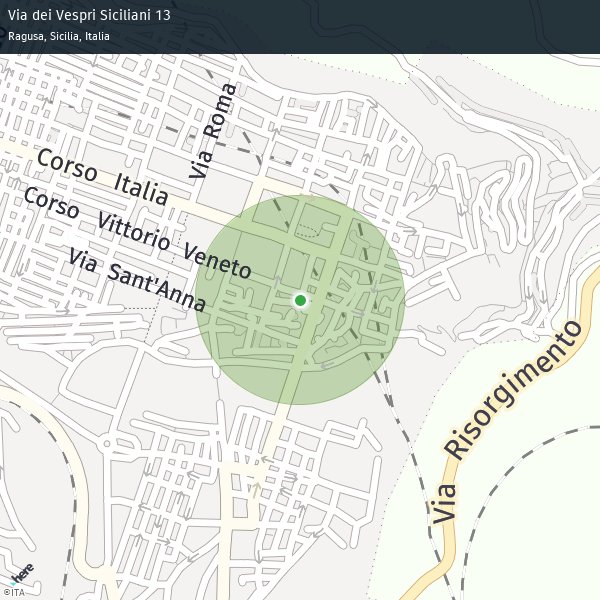 Via dei Vespri Siciliani 13
Ragusa, Sicilia, Italia
Via Roma
Corso Italia
Corso Vittorio Veneto
Via Sant'Anna
Via Risorgimento
here
©ITA